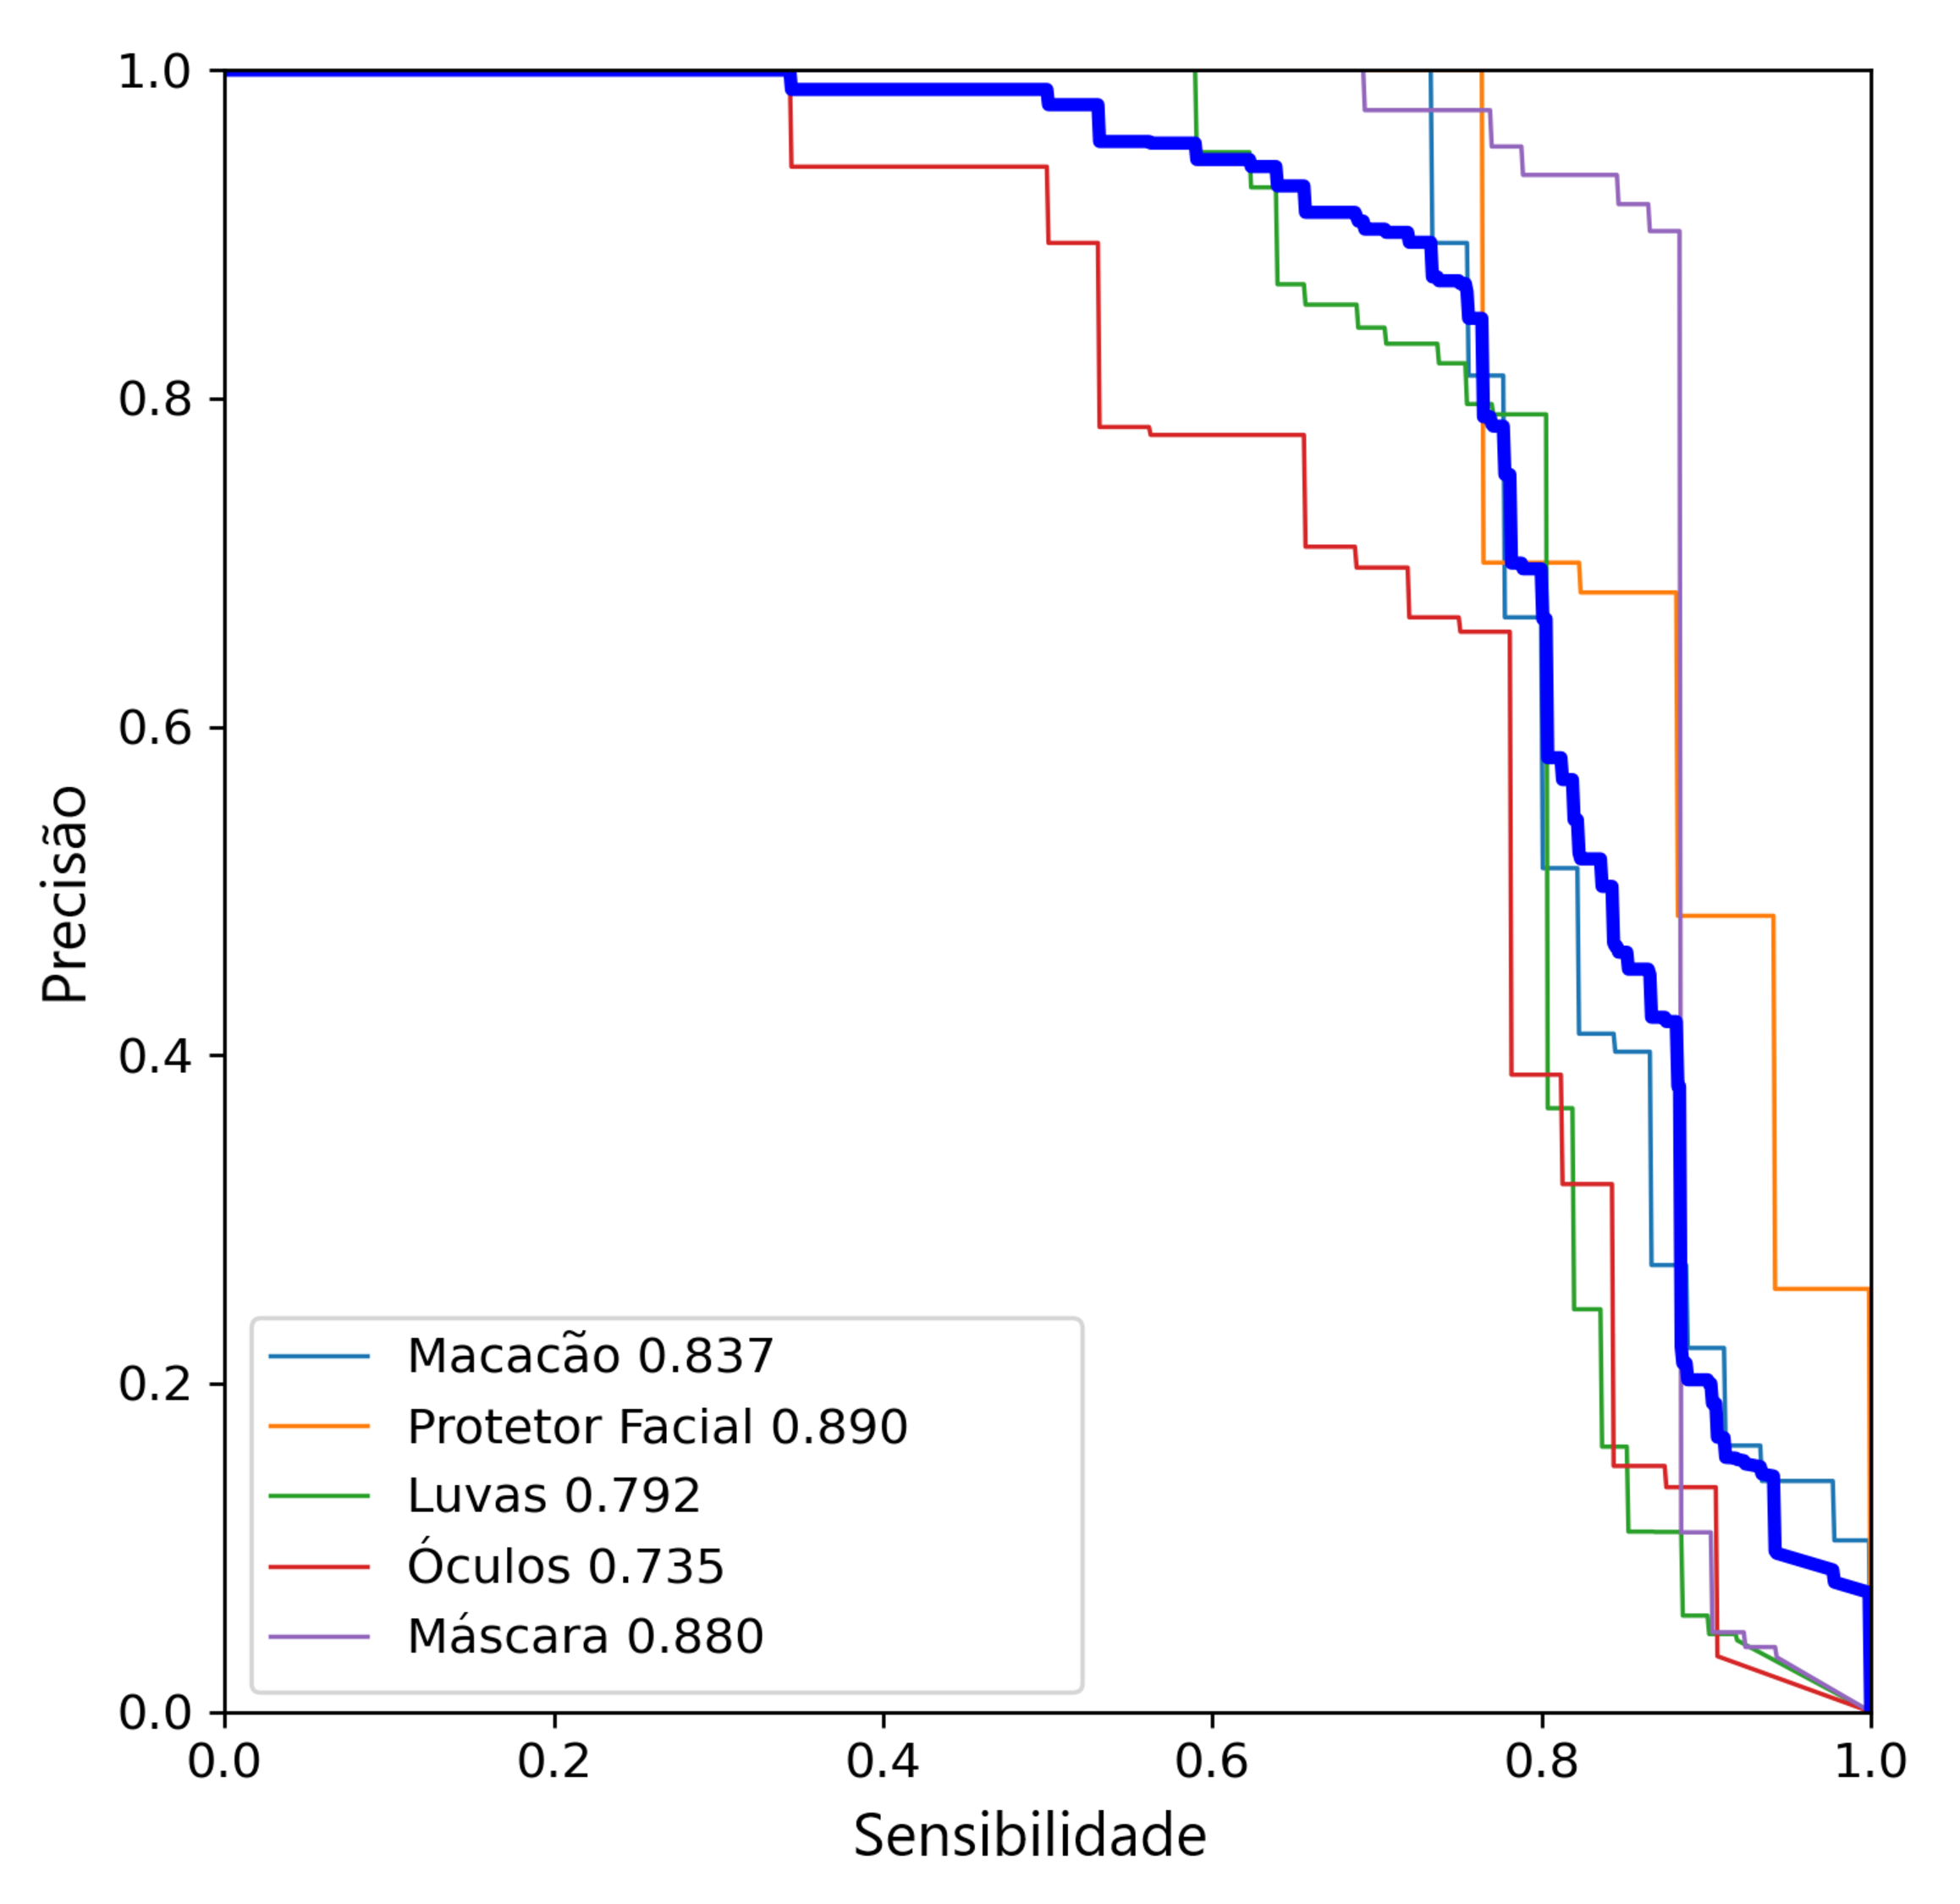 1.0
0.8
0.6
0.4
0.2
0.0
Precisão
Macacão 0.837
Protetor Facial 0.890
Luvas 0.792
Óculos 0.735
Máscara 0.880
0.0 0.2 0.4 0.6 0.8 1.0
Sensibilidade